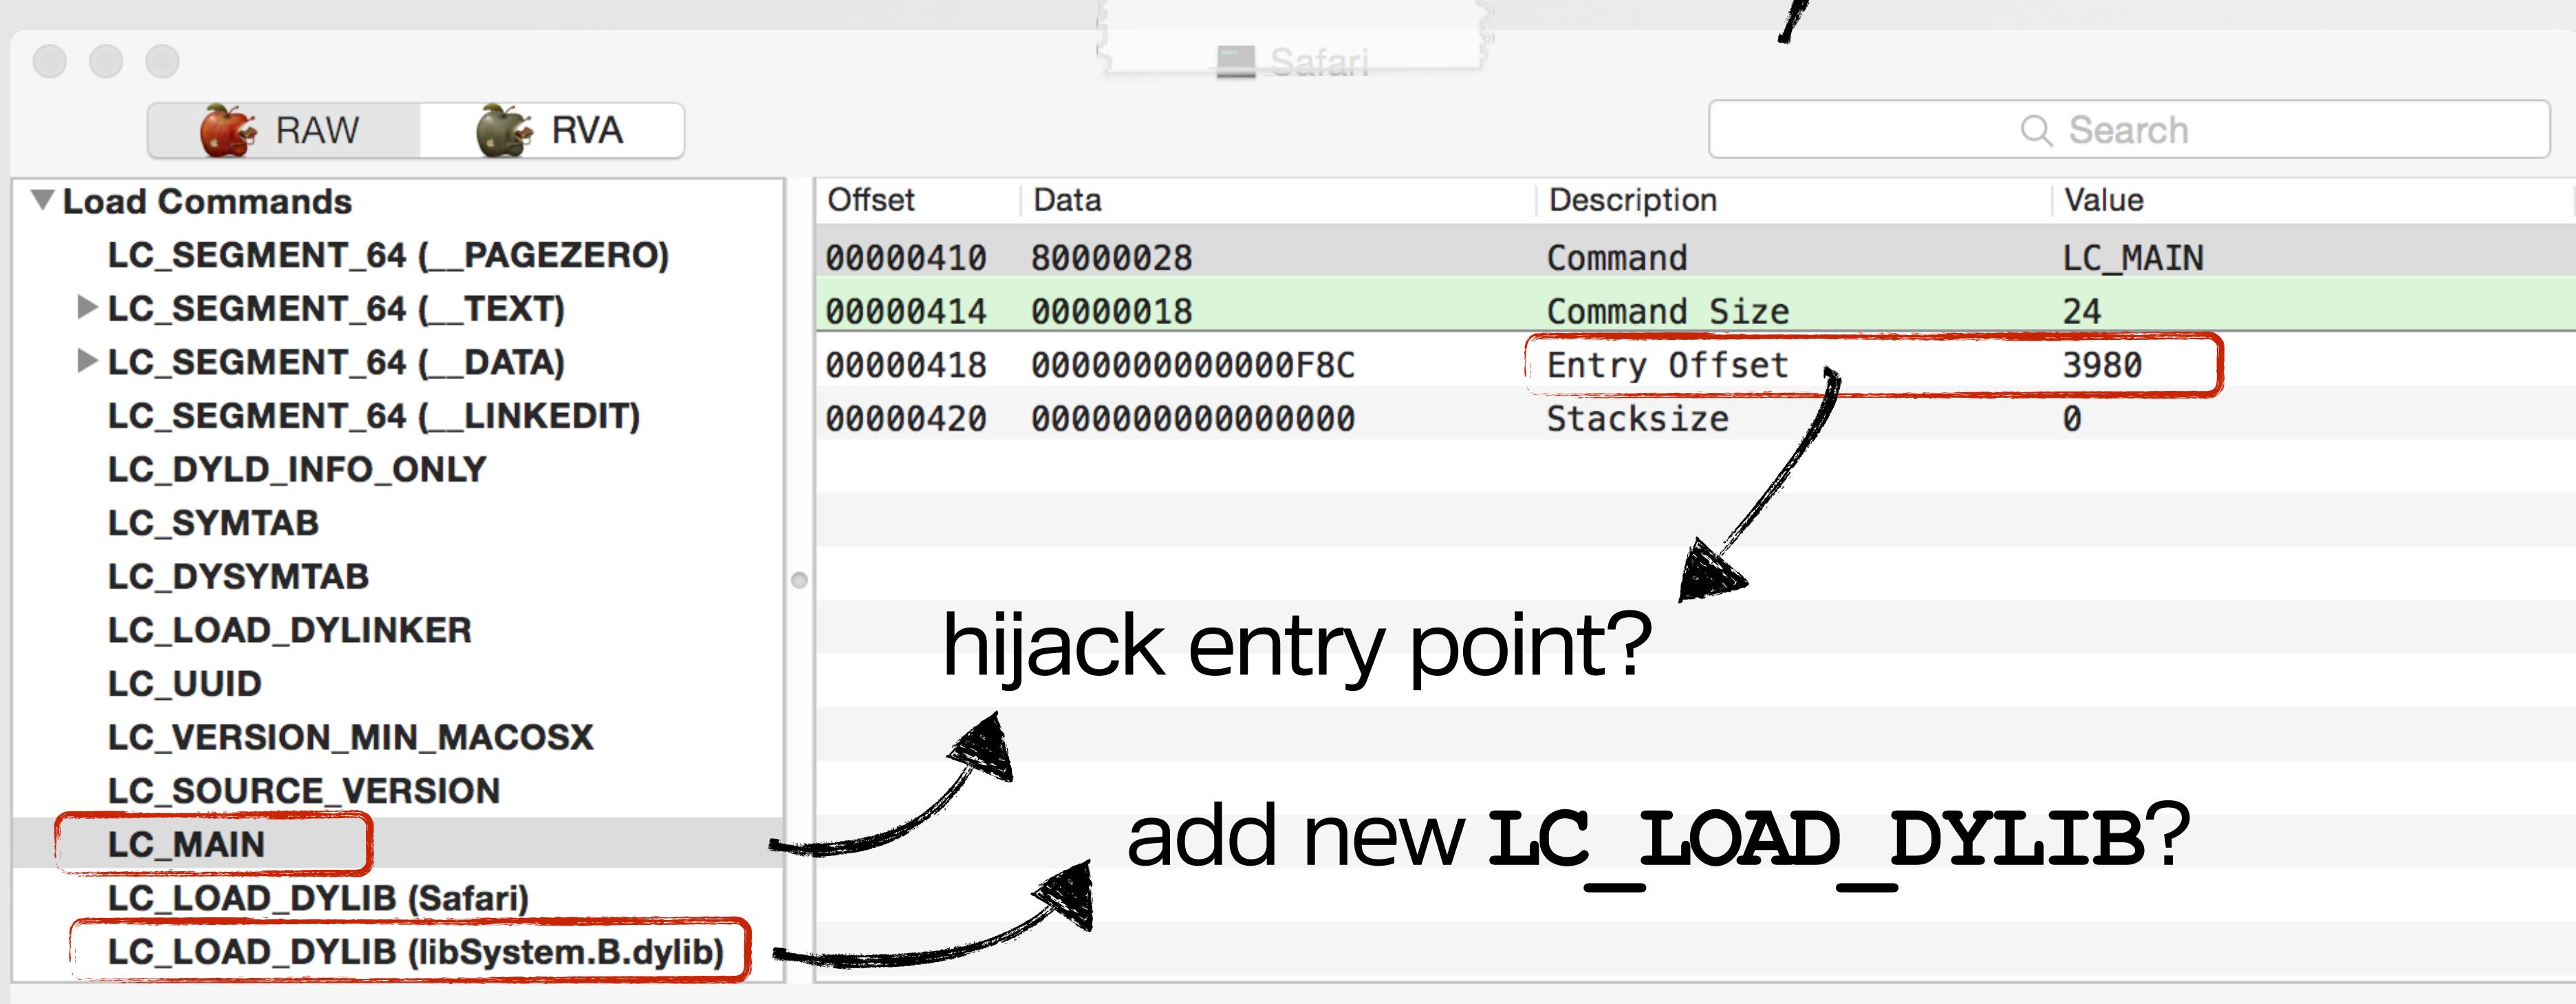 Safari
RAW RVA Search
Load Commands
LC_SEGMENT_64 (__PAGEZERO)
LC_SEGMENT_64 (__TEXT)
LC_SEGMENT_64 (__DATA)
LC_SEGMENT_64 (__LINKEDIT)
LC_DYLD_INFO_ONLY
LC_SYMTAB
LC_DYSYMTAB
LC_LOAD_DYLINKER
LC_UUID
LC_VERSION_MIN_MACOSX
LC_SOURCE_VERSION
LC_MAIN
LC_LOAD_DYLIB (Safari)
LC_LOAD_DYLIB (libSystem.B.dylib)
Offset Data Description Value
00000410 80000028 Command LC_MAIN
00000414 00000018 Command Size 24
00000418 0000000000000F8C Entry Offset 3980
00000420 0000000000000000 Stacksize 0
hijack entry point?
add new LC_LOAD_DYLIB?